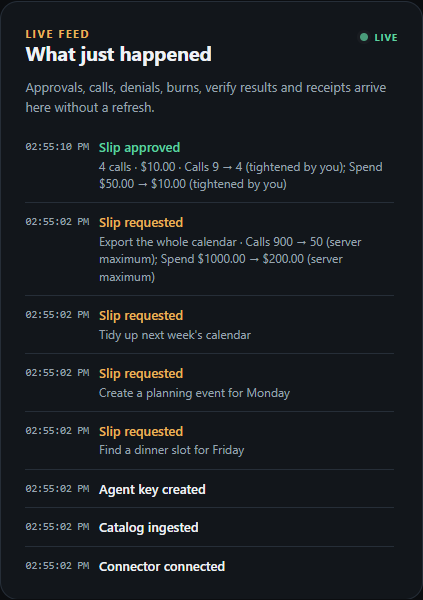 LIVE FEED
LIVE
What just happened
Approvals, calls, denials, burns, verify results and receipts arrive
here without a refresh.
02:55:10 PM Slip approved
4 calls · $10.00 · Calls 9 → 4 (tightened by you); Spend
$50.00 → $10.00 (tightened by you)
02:55:02 PM Slip requested
Export the whole calendar · Calls 900 → 50 (server
maximum); Spend $1000.00 → $200.00 (server
maximum)
02:55:02 PM Slip requested
Tidy up next week's calendar
02:55:02 PM Slip requested
Create a planning event for Monday
02:55:02 PM Slip requested
Find a dinner slot for Friday
02:55:02 PM Agent key created
02:55:02 PM Catalog ingested
02:55:02 PM Connector connected